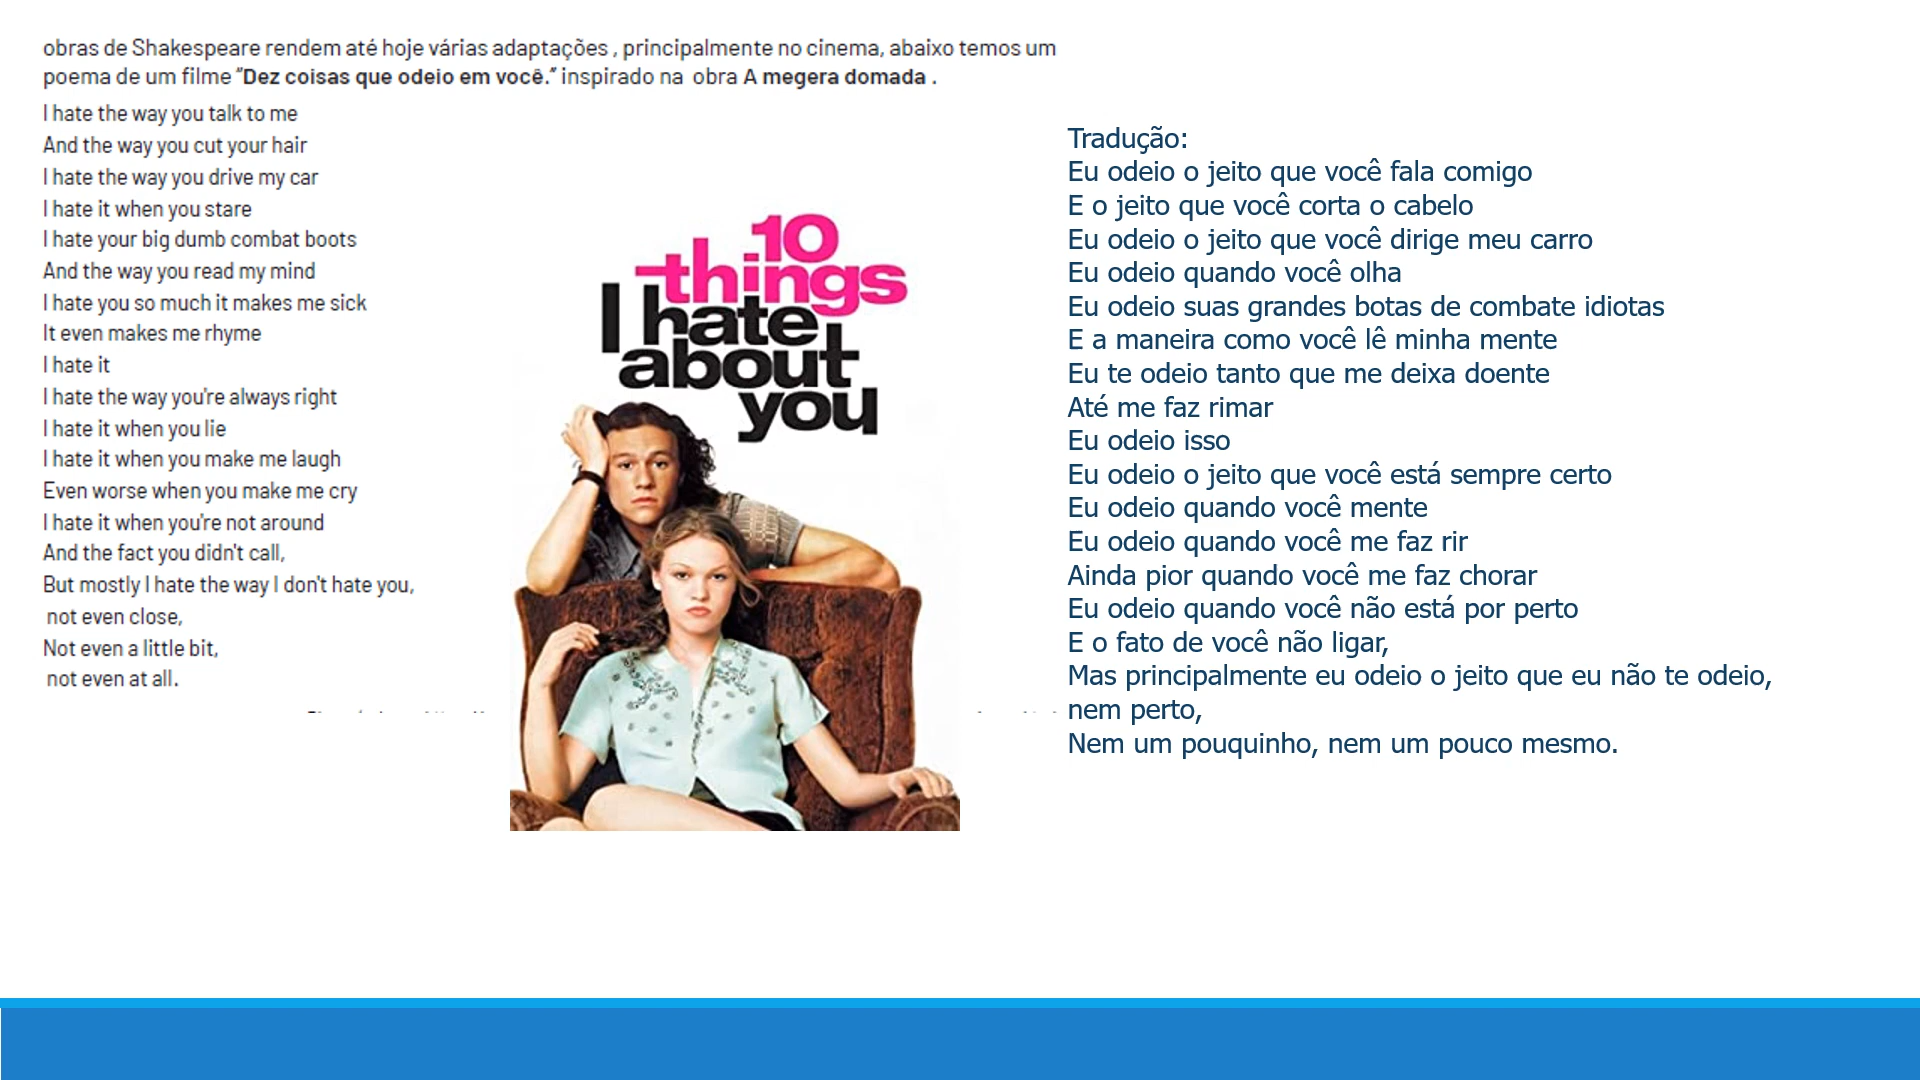 obras de Shakespeare rendem até hoje várias adaptações , principalmente no cinema, abaixo temos um
poema de um filme “Dez coisas que odeio em você.” inspirado na obra A megera domada .
I hate the way you talk to me
And the way you cut your hair
I hate the way you drive my car
I hate it when you stare
I hate your big dumb combat boots
And the way you read my mind
I hate you so much it makes me sick
It even makes me rhyme
I hate it
I hate the way you're always right
I hate it when you lie
I hate it when you make me laugh
Even worse when you make me cry
I hate it when you're not around
And the fact you didn't call,
But mostly I hate the way I don't hate you,
not even close,
Not even a little bit,
not even at all.
10
things
I hate
about
you
Tradução:
Eu odeio o jeito que você fala comigo
E o jeito que você corta o cabelo
Eu odeio o jeito que você dirige meu carro
Eu odeio quando você olha
Eu odeio suas grandes botas de combate idiotas
E a maneira como você lê minha mente
Eu te odeio tanto que me deixa doente
Até me faz rimar
Eu odeio isso
Eu odeio o jeito que você está sempre certo
Eu odeio quando você mente
Eu odeio quando você me faz rir
Ainda pior quando você me faz chorar
Eu odeio quando você não está por perto
E o fato de você não ligar,
Mas principalmente eu odeio o jeito que eu não te odeio,
nem perto,
Nem um pouquinho, nem um pouco mesmo.